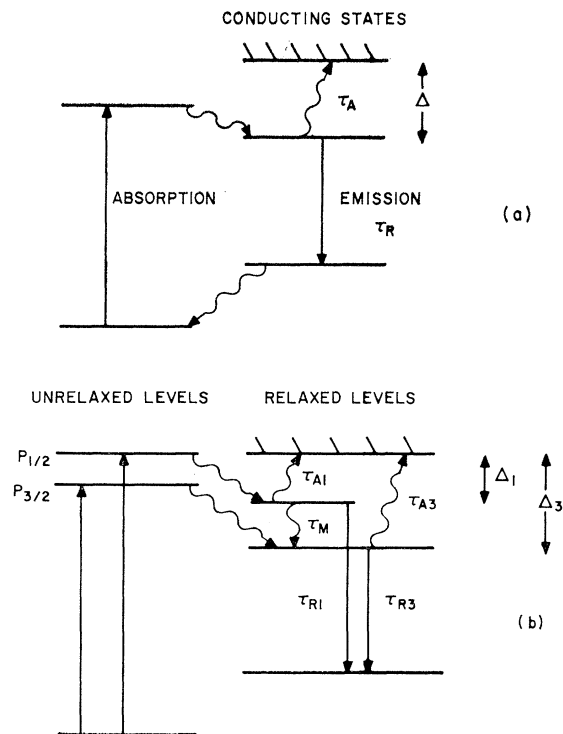 CONDUCTING STATES
τA
Δ
ABSORPTION
EMISSION
τR
(a)
UNRELAXED LEVELS
RELAXED LEVELS
P1/2
P3/2
τA1
τA3
Δ1
Δ3
τM
τR1
τR3
(b)